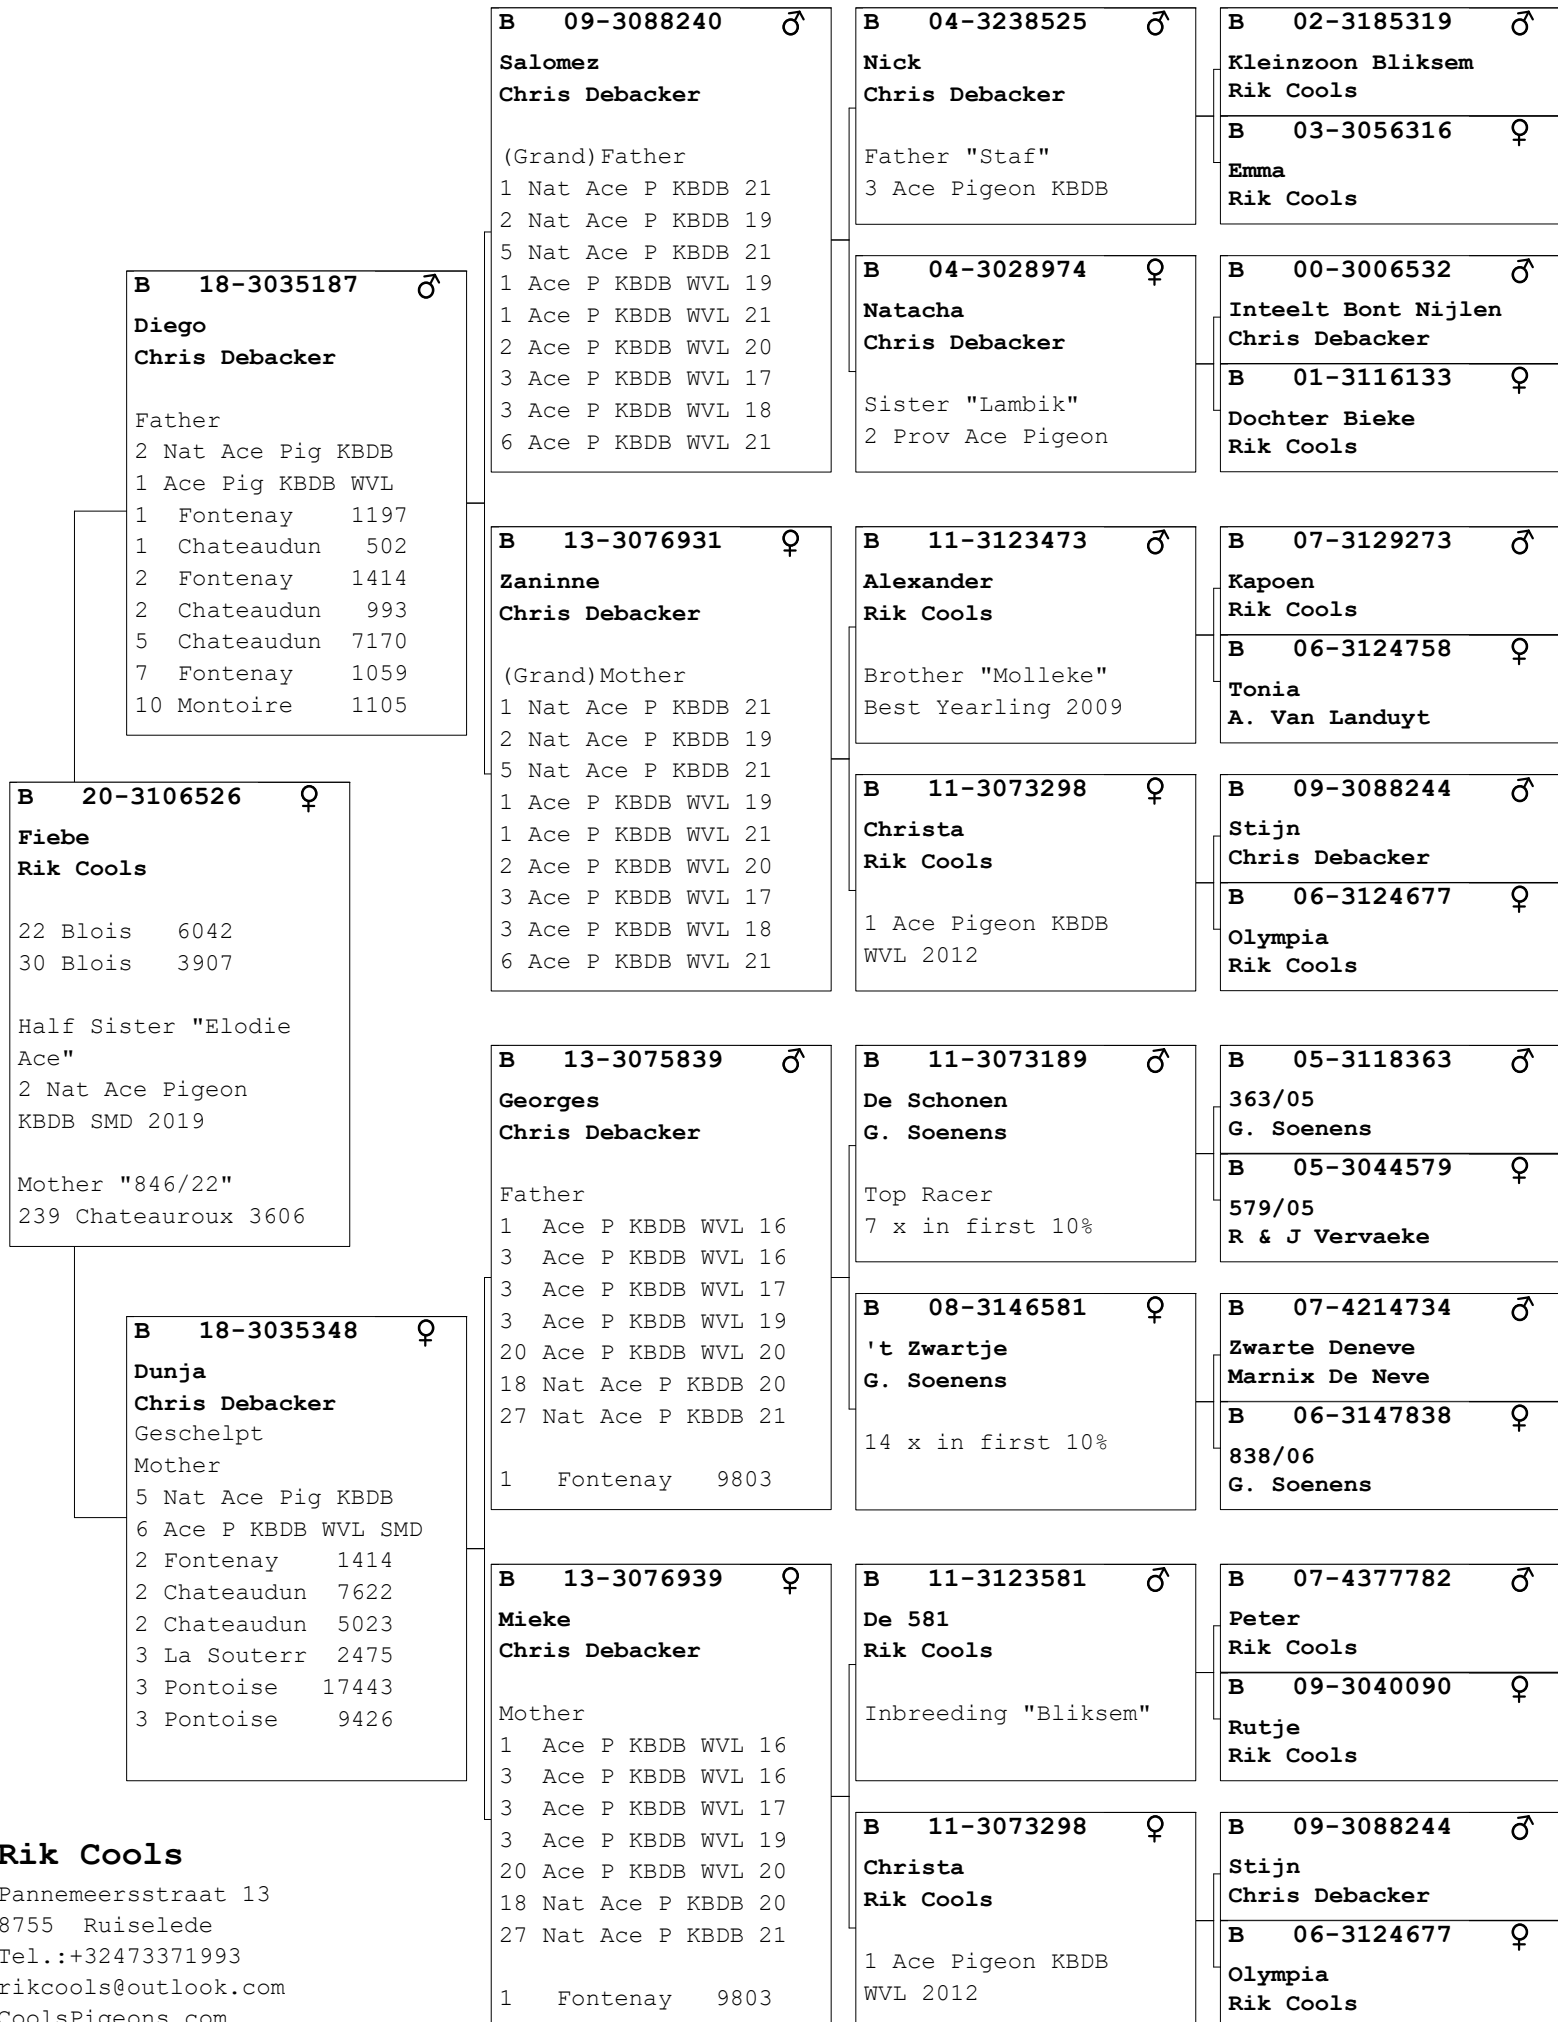 B 20-3106526 ♀
Fiebe
Rik Cools
22 Blois 6042
30 Blois 3907
Half Sister "Elodie
Ace"
2 Nat Ace Pigeon
KBDB SMD 2019
Mother "846/22"
239 Chateauroux 3606
B 18-3035187 ♂
Diego
Chris Debacker
Father
2 Nat Ace Pig KBDB
1 Ace Pig KBDB WVL
1 Fontenay 1197
1 Chateaudun 502
2 Fontenay 1414
2 Chateaudun 993
5 Chateaudun 7170
7 Fontenay 1059
10 Montoire 1105
B 18-3035348 ♀
Dunja
Chris Debacker
Geschelpt
Mother
5 Nat Ace Pig KBDB
6 Ace P KBDB WVL SMD
2 Fontenay 1414
2 Chateaudun 7622
2 Chateaudun 5023
3 La Souterr 2475
3 Pontoise 17443
3 Pontoise 9426
B 09-3088240 ♂
Salomez
Chris Debacker
(Grand)Father
1 Nat Ace P KBDB 21
2 Nat Ace P KBDB 19
5 Nat Ace P KBDB 21
1 Ace P KBDB WVL 19
1 Ace P KBDB WVL 21
2 Ace P KBDB WVL 20
3 Ace P KBDB WVL 17
3 Ace P KBDB WVL 18
6 Ace P KBDB WVL 21
B 13-3076931 ♀
Zaninne
Chris Debacker
(Grand)Mother
1 Nat Ace P KBDB 21
2 Nat Ace P KBDB 19
5 Nat Ace P KBDB 21
1 Ace P KBDB WVL 19
1 Ace P KBDB WVL 21
2 Ace P KBDB WVL 20
3 Ace P KBDB WVL 17
3 Ace P KBDB WVL 18
6 Ace P KBDB WVL 21
B 13-3075839 ♂
Georges
Chris Debacker
Father
1 Ace P KBDB WVL 16
3 Ace P KBDB WVL 16
3 Ace P KBDB WVL 17
3 Ace P KBDB WVL 19
20 Ace P KBDB WVL 20
18 Nat Ace P KBDB 20
27 Nat Ace P KBDB 21
1 Fontenay 9803
B 13-3076939 ♀
Mieke
Chris Debacker
Mother
1 Ace P KBDB WVL 16
3 Ace P KBDB WVL 16
3 Ace P KBDB WVL 17
3 Ace P KBDB WVL 19
20 Ace P KBDB WVL 20
18 Nat Ace P KBDB 20
27 Nat Ace P KBDB 21
1 Fontenay 9803
B 04-3238525 ♂
Nick
Chris Debacker
Father "Staf"
3 Ace Pigeon KBDB
B 04-3028974 ♀
Natacha
Chris Debacker
Sister "Lambik"
2 Prov Ace Pigeon
B 11-3123473 ♂
Alexander
Rik Cools
Brother "Molleke"
Best Yearling 2009
B 11-3073298 ♀
Christa
Rik Cools
1 Ace Pigeon KBDB
WVL 2012
B 11-3073189 ♂
De Schonen
G. Soenens
Top Racer
7 x in first 10%
B 08-3146581 ♀
't Zwartje
G. Soenens
14 x in first 10%
B 11-3123581 ♂
De 581
Rik Cools
Inbreeding "Bliksem"
B 11-3073298 ♀
Christa
Rik Cools
1 Ace Pigeon KBDB
WVL 2012
B 02-3185319 ♂
Kleinzoon Bliksem
Rik Cools
B 03-3056316 ♀
Emma
Rik Cools
B 00-3006532 ♂
Inteelt Bont Nijlen
Chris Debacker
B 01-3116133 ♀
Dochter Bieke
Rik Cools
B 07-3129273 ♂
Kapoen
Rik Cools
B 06-3124758 ♀
Tonia
A. Van Landuyt
B 09-3088244 ♂
Stijn
Chris Debacker
B 06-3124677 ♀
Olympia
Rik Cools
B 05-3118363 ♂
363/05
G. Soenens
B 05-3044579 ♀
579/05
R & J Vervaeke
B 07-4214734 ♂
Zwarte Deneve
Marnix De Neve
B 06-3147838 ♀
838/06
G. Soenens
B 07-4377782 ♂
Peter
Rik Cools
B 09-3040090 ♀
Rutje
Rik Cools
B 09-3088244 ♂
Stijn
Chris Debacker
B 06-3124677 ♀
Olympia
Rik Cools
Rik Cools
Pannemeersstraat 13
8755 Ruiselede
Tel.:+32473371993
rikcools@outlook.com
CoolsPigeons.com